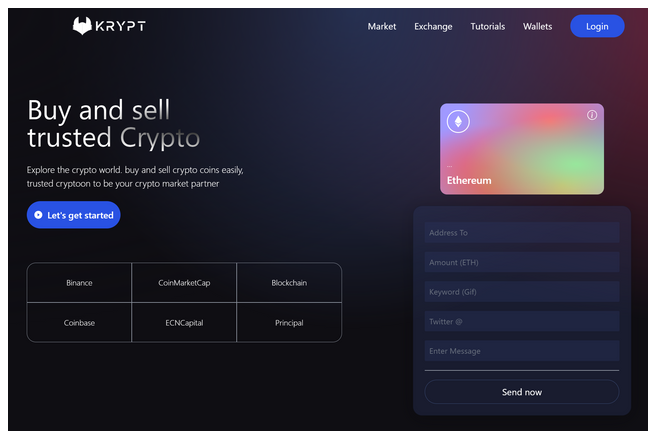 KRYPT
Market
Exchange
Tutorials
Wallets
Login
Buy and sell
trusted Crypto
Explore the crypto world. buy and sell crypto coins easily,
trusted cryptoon to be your crypto market partner
Let's get started
Binance
CoinMarketCap
Blockchain
Coinbase
ECNCapital
Principal
...
Ethereum
Address To
Amount (ETH)
Keyword (Gif)
Twitter @
Enter Message
Send now